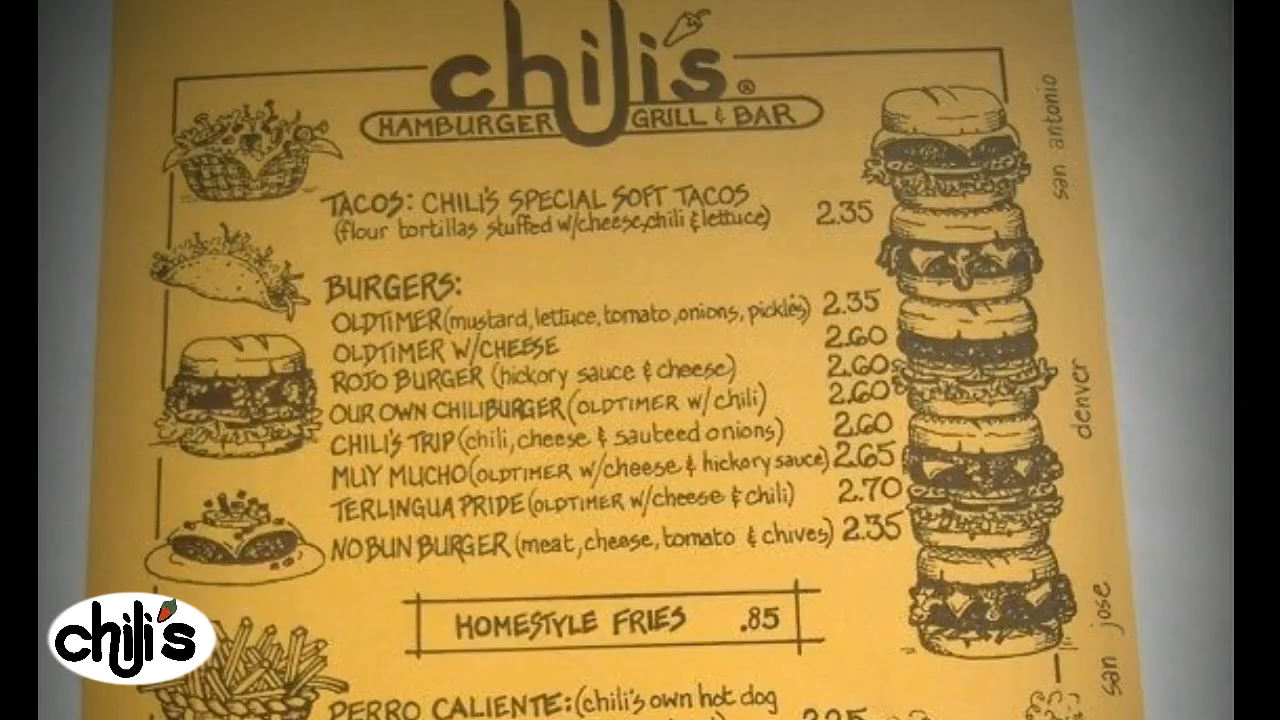 chili's®
HAMBURGER GRILL & BAR
TACOS: CHILI'S SPECIAL SOFT TACOS
(flour tortillas stuffed w/cheese,chili & lettuce) 2.35
BURGERS:
OLDTIMER (mustard, lettuce, tomato, onions, pickles) 2.35
OLDTIMER W/CHEESE 2.60
ROJO BURGER (hickory sauce & cheese) 2.60
OUR OWN CHILIBURGER (OLDTIMER w/chili) 2.60
CHILI'S TRIP (chili, cheese & sauteed onions) 2.60
MUY MUCHO (OLDTIMER w/cheese & hickory sauce) 2.65
TERLINGUA PRIDE (OLDTIMER w/cheese & chili) 2.70
NO BUN BURGER (meat, cheese, tomato & chives) 2.35
HOMESTYLE FRIES .85
PERRO CALIENTE: (chili's own hot dog
san antonio
denver
san jose
chili's